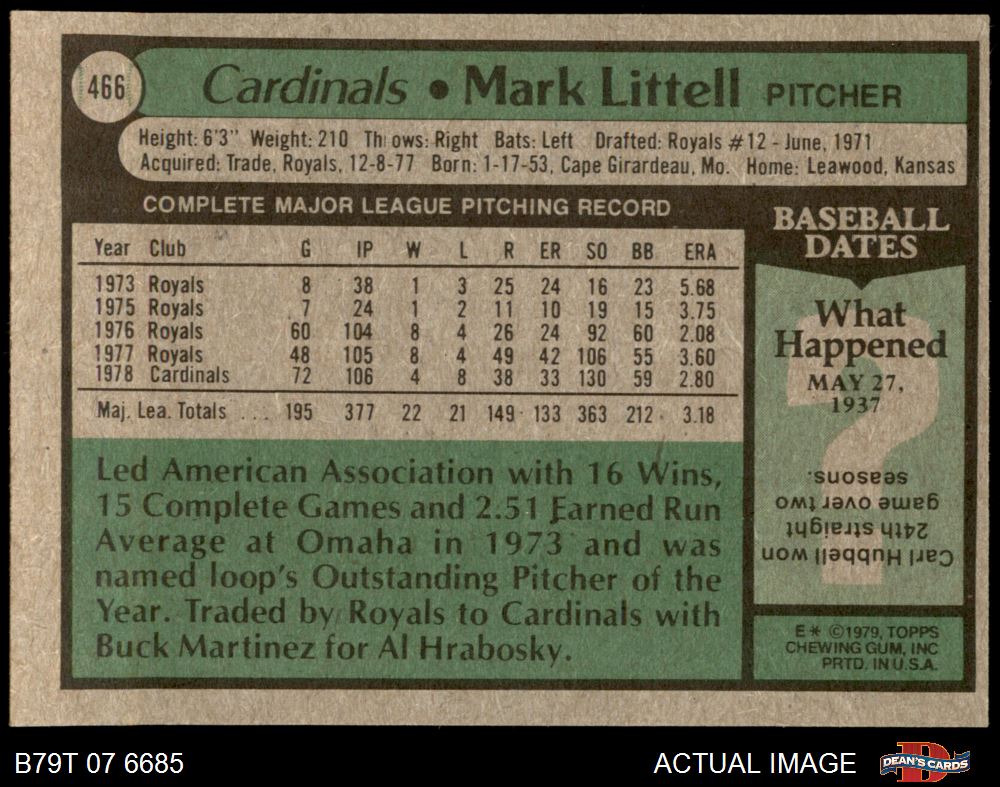 466 Cardinals • Mark Littell PITCHER
Height: 6'3" Weight: 210 Throws: Right Bats: Left Drafted: Royals #12 - June, 1971
Acquired: Trade, Royals, 12-8-77 Born: 1-17-53, Cape Girardeau, Mo. Home: Leawood, Kansas
COMPLETE MAJOR LEAGUE PITCHING RECORD
Year Club G IP W L R ER SO BB ERA
1973 Royals 8 38 1 3 25 24 16 23 5.68
1975 Royals 7 24 1 2 11 10 19 15 3.75
1976 Royals 60 104 8 4 26 24 92 60 2.08
1977 Royals 48 105 8 4 49 42 106 55 3.60
1978 Cardinals 72 106 4 8 38 33 130 59 2.80
Maj. Lea. Totals ... 195 377 22 21 149 133 363 212 3.18
Led American Association with 16 Wins,
15 Complete Games and 2.51 Earned Run
Average at Omaha in 1973 and was
named loop's Outstanding Pitcher of the
Year. Traded by Royals to Cardinals with
Buck Martinez for Al Hrabosky.
BASEBALL
DATES
What
Happened
MAY 27,
1937
?
Carl Hubbell won
24th straight
game over two
seasons.
E* ©1979, TOPPS
CHEWING GUM, INC
PRTD. IN U.S.A.
B79T 07 6685
ACTUAL IMAGE
D
DEAN'S CARDS